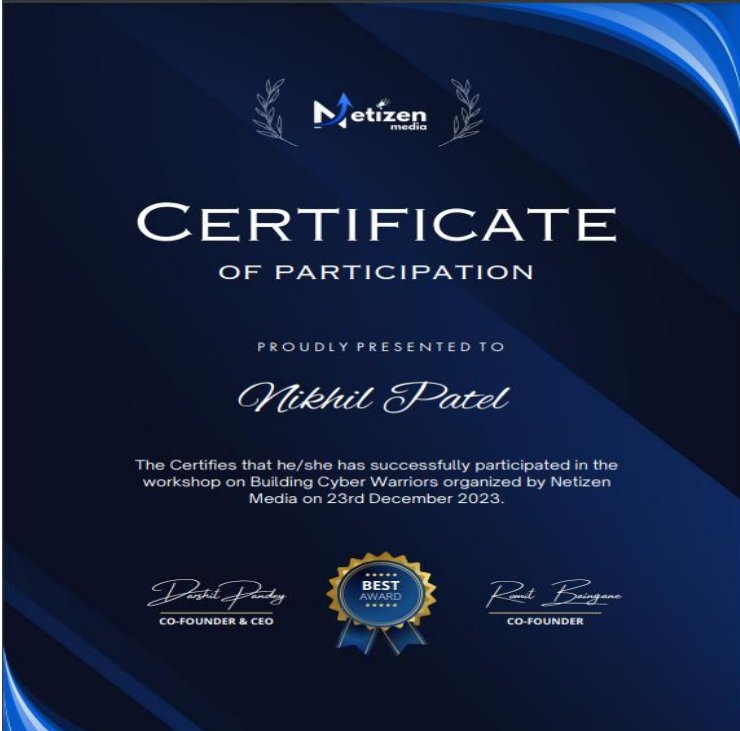 Netizen
media
CERTIFICATE
OF PARTICIPATION
PROUDLY PRESENTED TO
Nikhil Patel
The Certifies that he/she has successfully participated in the
workshop on Building Cyber Warriors organized by Netizen
Media on 23rd December 2023.
Darshit Pandey
CO-FOUNDER & CEO
BEST
AWARD
Romit Baingane
CO-FOUNDER